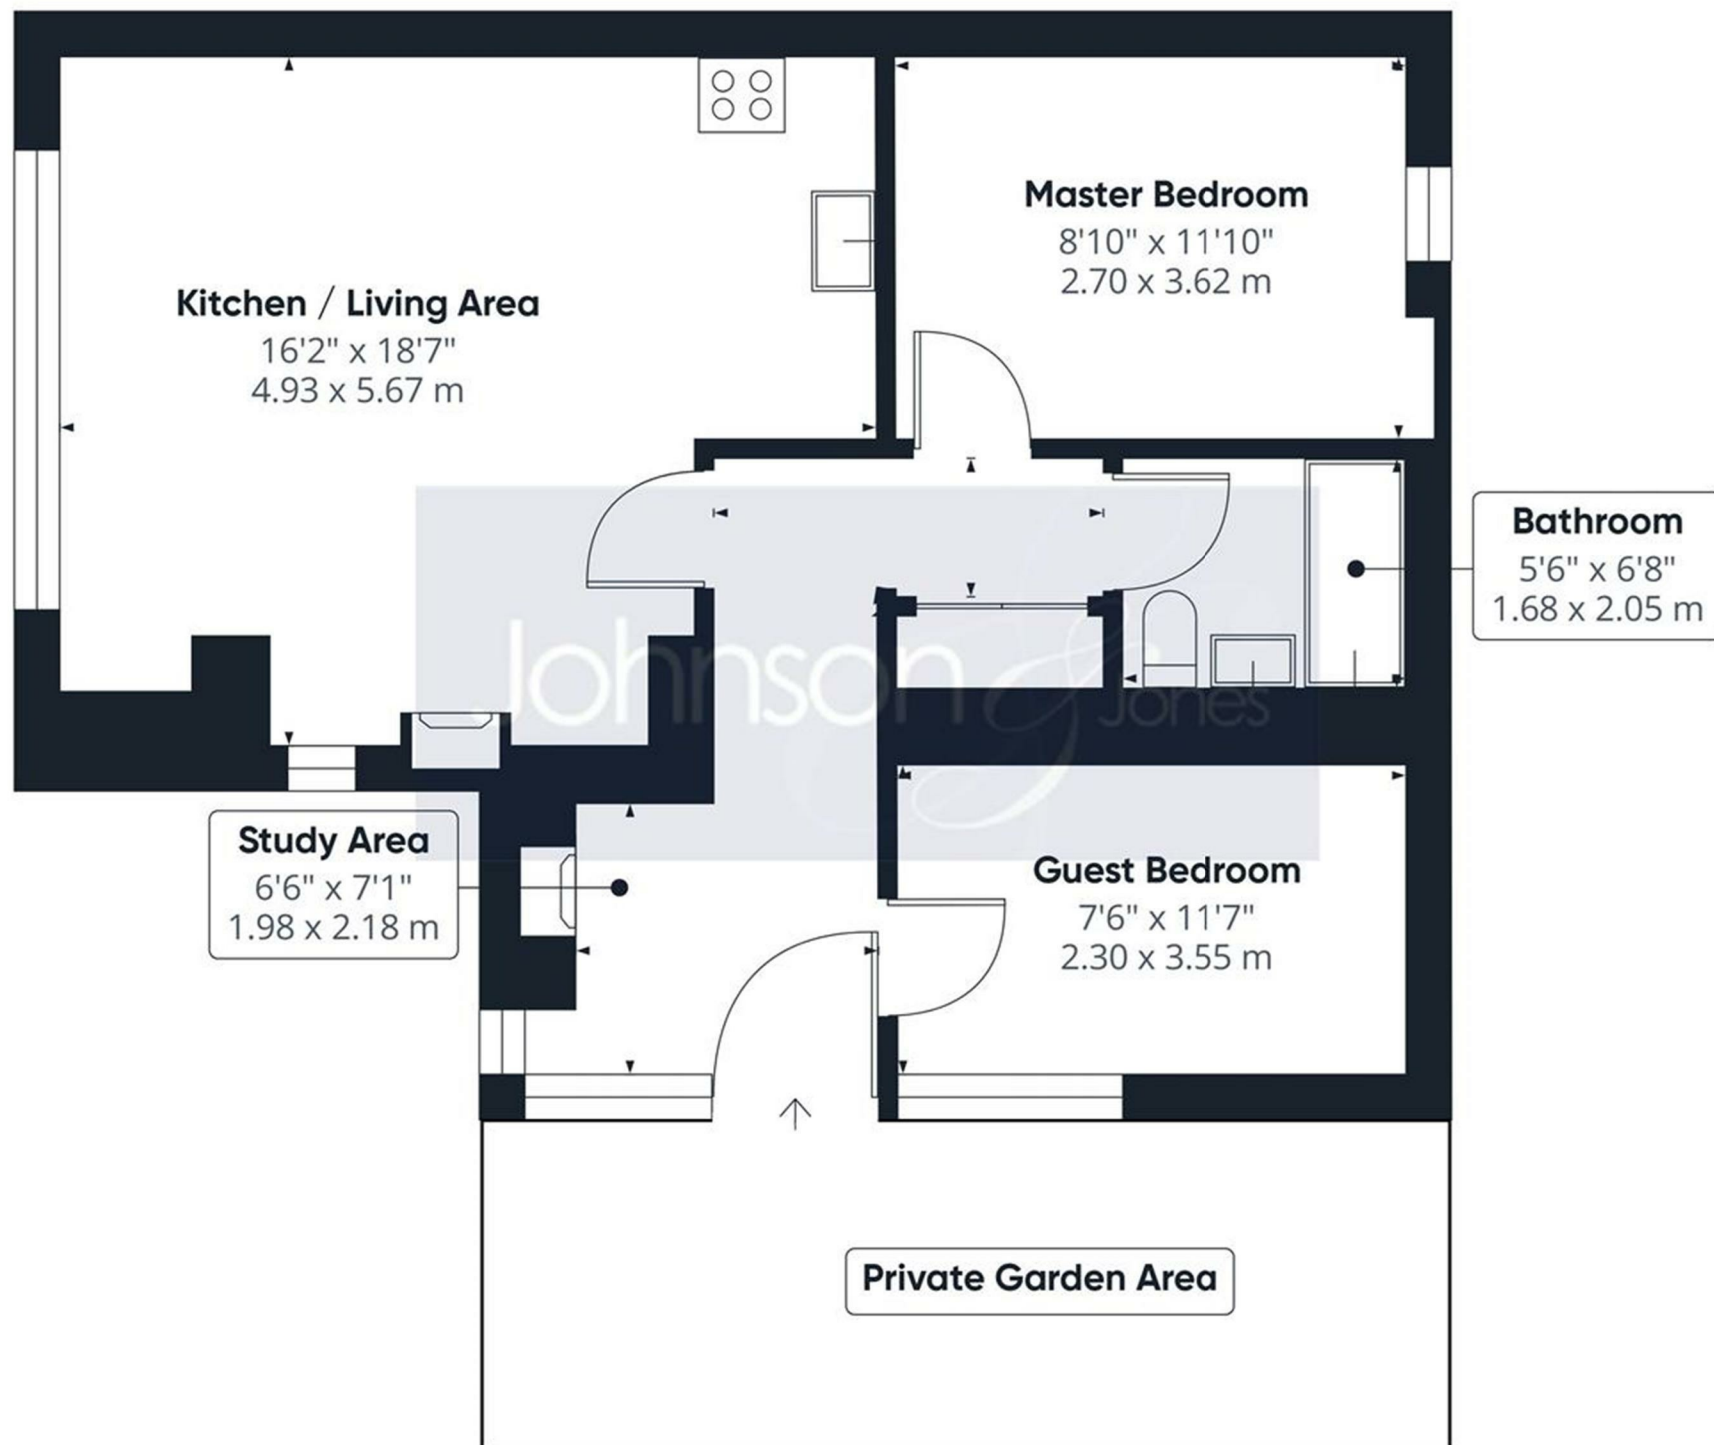 Master Bedroom
8'10" x 11'10"
2.70 x 3.62 m
Kitchen / Living Area
16'2" x 18'7"
4.93 x 5.67 m
Bathroom
5'6" x 6'8"
1.68 x 2.05 m
Johnson & Jones
Study Area
6'6" x 7'1"
1.98 x 2.18 m
Guest Bedroom
7'6" x 11'7"
2.30 x 3.55 m
Private Garden Area